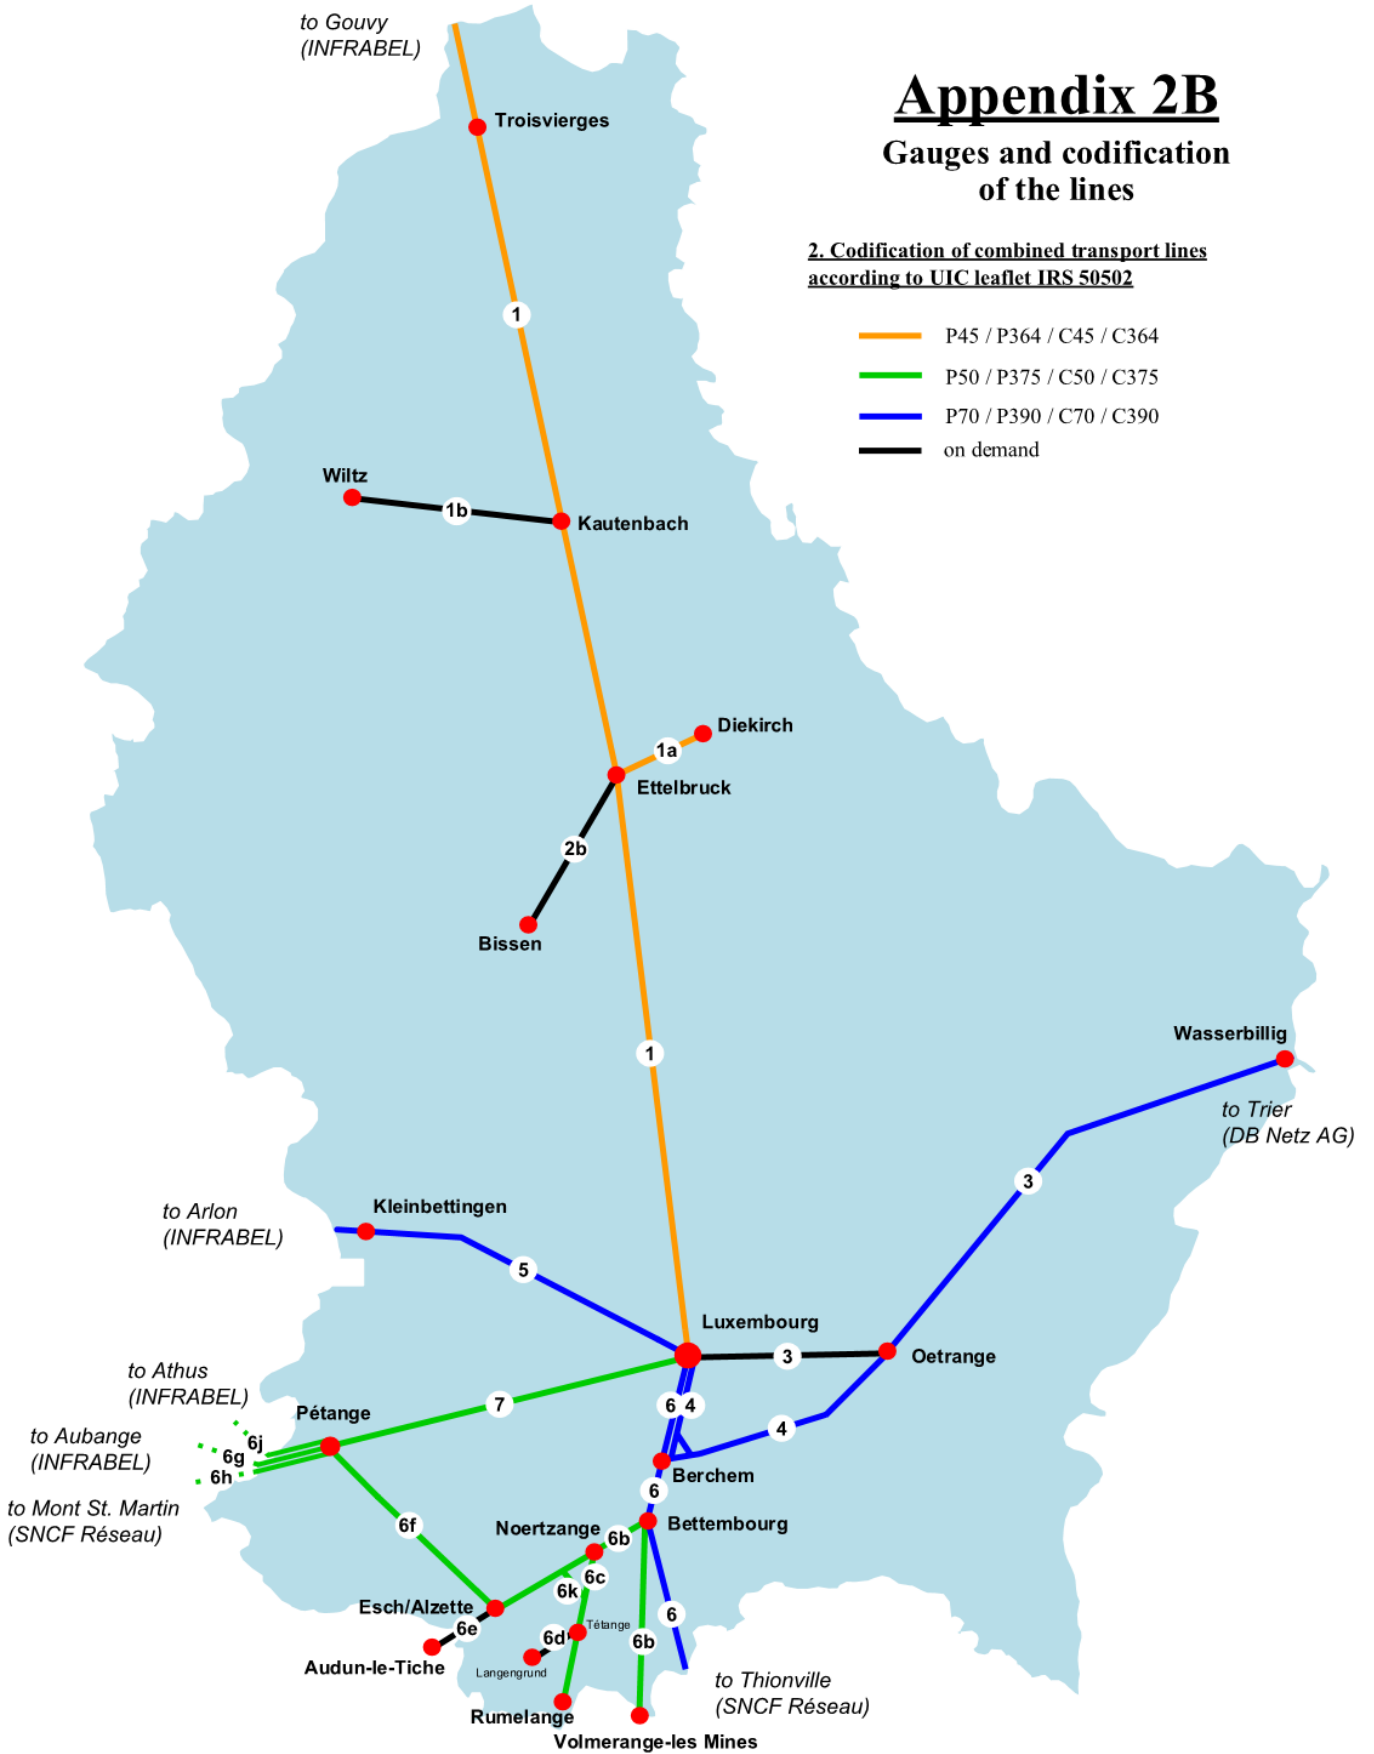 to Gouvy
(INFRABEL)
Appendix 2B
Gauges and codification
of the lines
2. Codification of combined transport lines
according to UIC leaflet IRS 50502
P45 / P364 / C45 / C364
P50 / P375 / C50 / C375
P70 / P390 / C70 / C390
on demand
Troisvierges
1
Wiltz
1b
Kautenbach
Diekirch
1a
Ettelbruck
2b
Bissen
1
Wasserbillig
to Trier
(DB Netz AG)
3
to Arlon
(INFRABEL)
Kleinbettingen
5
Luxembourg
3
Oetrange
to Athus
(INFRABEL)
Pétange
7
6 4
4
to Aubange
(INFRABEL)
6j
6g
6h
to Mont St. Martin
(SNCF Réseau)
Berchem
6
6f
Noertzange
6b
Bettembourg
6c
6k
Esch/Alzette
6e
Audun-le-Tiche
Tétange
6d
Langengrund
6b
6
Rumelange
to Thionville
(SNCF Réseau)
Volmerange-les Mines